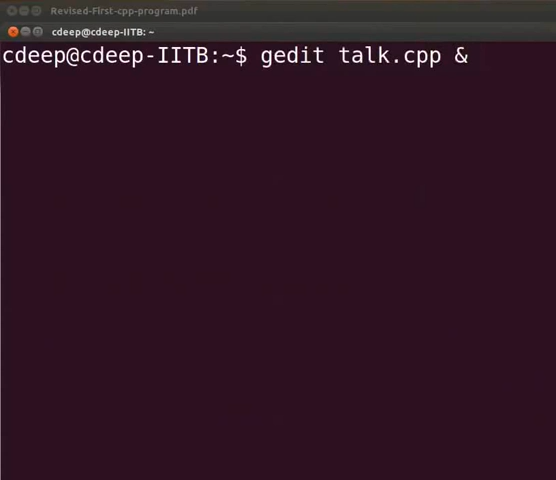 Revised-First-cpp-program.pdf
cdeep@cdeep-IITB: ~
cdeep@cdeep-IITB:~$ gedit talk.cpp &